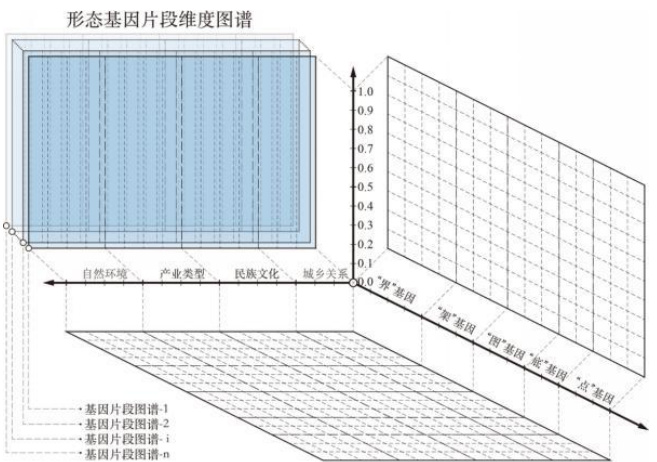 形态基因片段维度图谱
1.0
0.9
0.8
0.7
0.6
0.5
0.4
0.3
0.2
0.1
0.0
自然环境 产业类型 民族文化 城乡关系
“界”基因
“架”基因
“图”基因
“底”基因
“点”基因
·基因片段图谱-1
·基因片段图谱-2
·基因片段图谱-i
·基因片段图谱-n